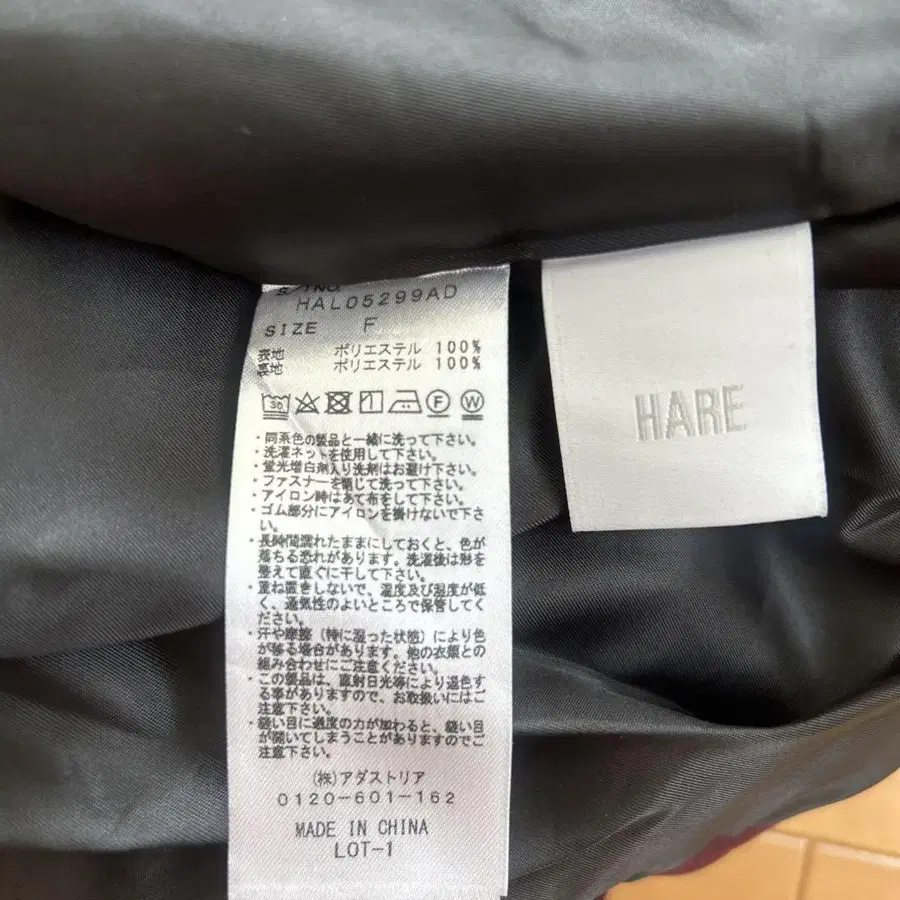 S/NO.
HAL05299AD
SIZE F
表地 ポリエステル 100%
裏地 ポリエステル 100%
30
F
W
・同系色の製品と一緒に洗って下さい。
・洗濯ネットを使用して下さい。
・蛍光増白剤入り洗剤はお避け下さい。
・ファスナーを閉じて洗って下さい。
・アイロン時はあて布をして下さい。
・ゴム部分にアイロンを掛けないで下さ
い。
・長時間濡れたままにしておくと、色が
落ちる恐れがあります。洗濯後は形を
整えて直ぐに干して下さい。
・重ね置きしないで、温度及び湿度が低
く、通気性のよいところで保管してく
ださい。
・汗や摩擦（特に湿った状態）により色
が移る場合があります。他の衣類との
組み合わせにご注意ください。
・この製品は、直射日光等により退色す
る事がありますので、お取扱いにはご
注意下さい。
・縫い目に過度の力が加わると、縫い目
が開いてしまうことがありますのでご
注意下さい。
(株)アダストリア
0120-601-162
MADE IN CHINA
LOT-1
HARE